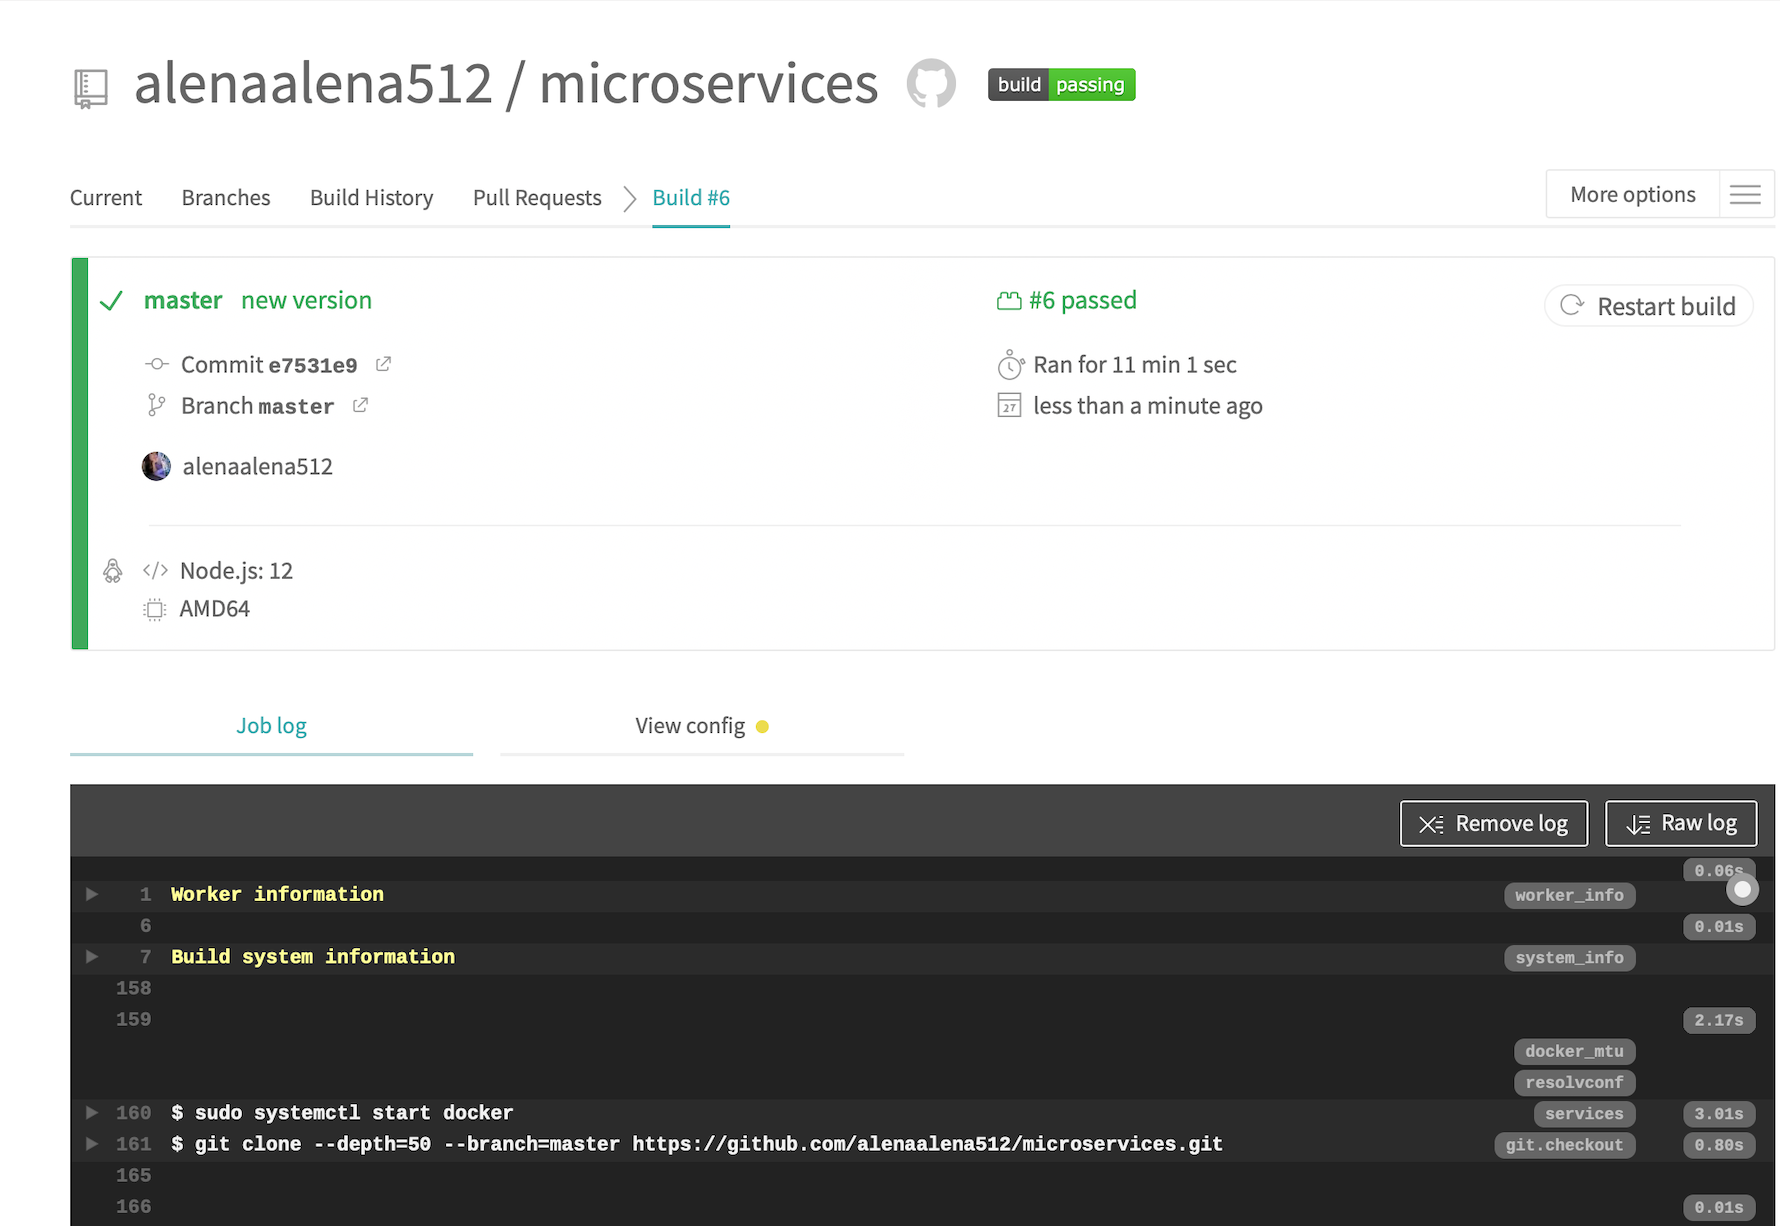 alenaalena512 / microservices build passing
Current Branches Build History Pull Requests Build #6 More options
master new version #6 passed Restart build
Commit e7531e9 Ran for 11 min 1 sec
Branch master 27 less than a minute ago
alenaalena512
Node.js: 12
AMD64
Job log View config
Remove log Raw log
0.06s
1 Worker information worker_info
6 0.01s
7 Build system information system_info
158
159 2.17s
docker_mtu
resolvconf
160 $ sudo systemctl start docker services 3.01s
161 $ git clone --depth=50 --branch=master https://github.com/alenaalena512/microservices.git git.checkout 0.80s
165
166 0.01s